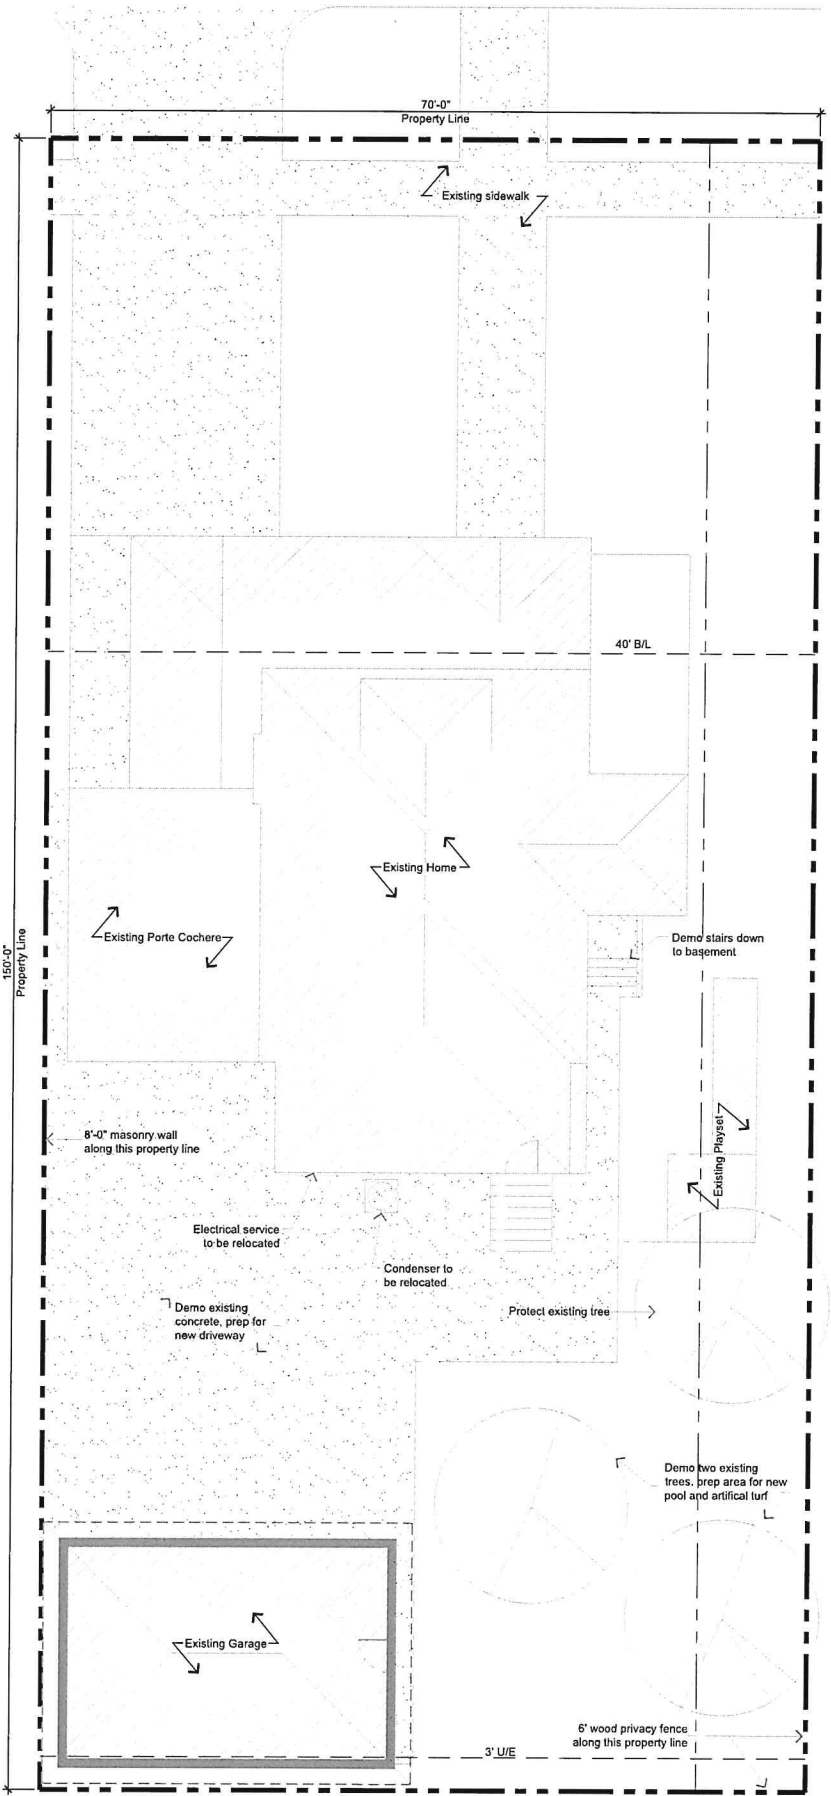 70'-0"
Property Line
Existing sidewalk
40' B/L
Existing Home
Existing Porte Cochere
Demo stairs down
to basement
150'-0"
Property Line
8'-0" masonry wall
along this property line
Existing Playset
Electrical service
to be relocated
Condenser to
be relocated
Demo existing
concrete, prep for
new driveway
Protect existing tree
Demo two existing
trees, prep area for new
pool and artifical turf
Existing Garage
6' wood privacy fence
along this property line
3' U/E